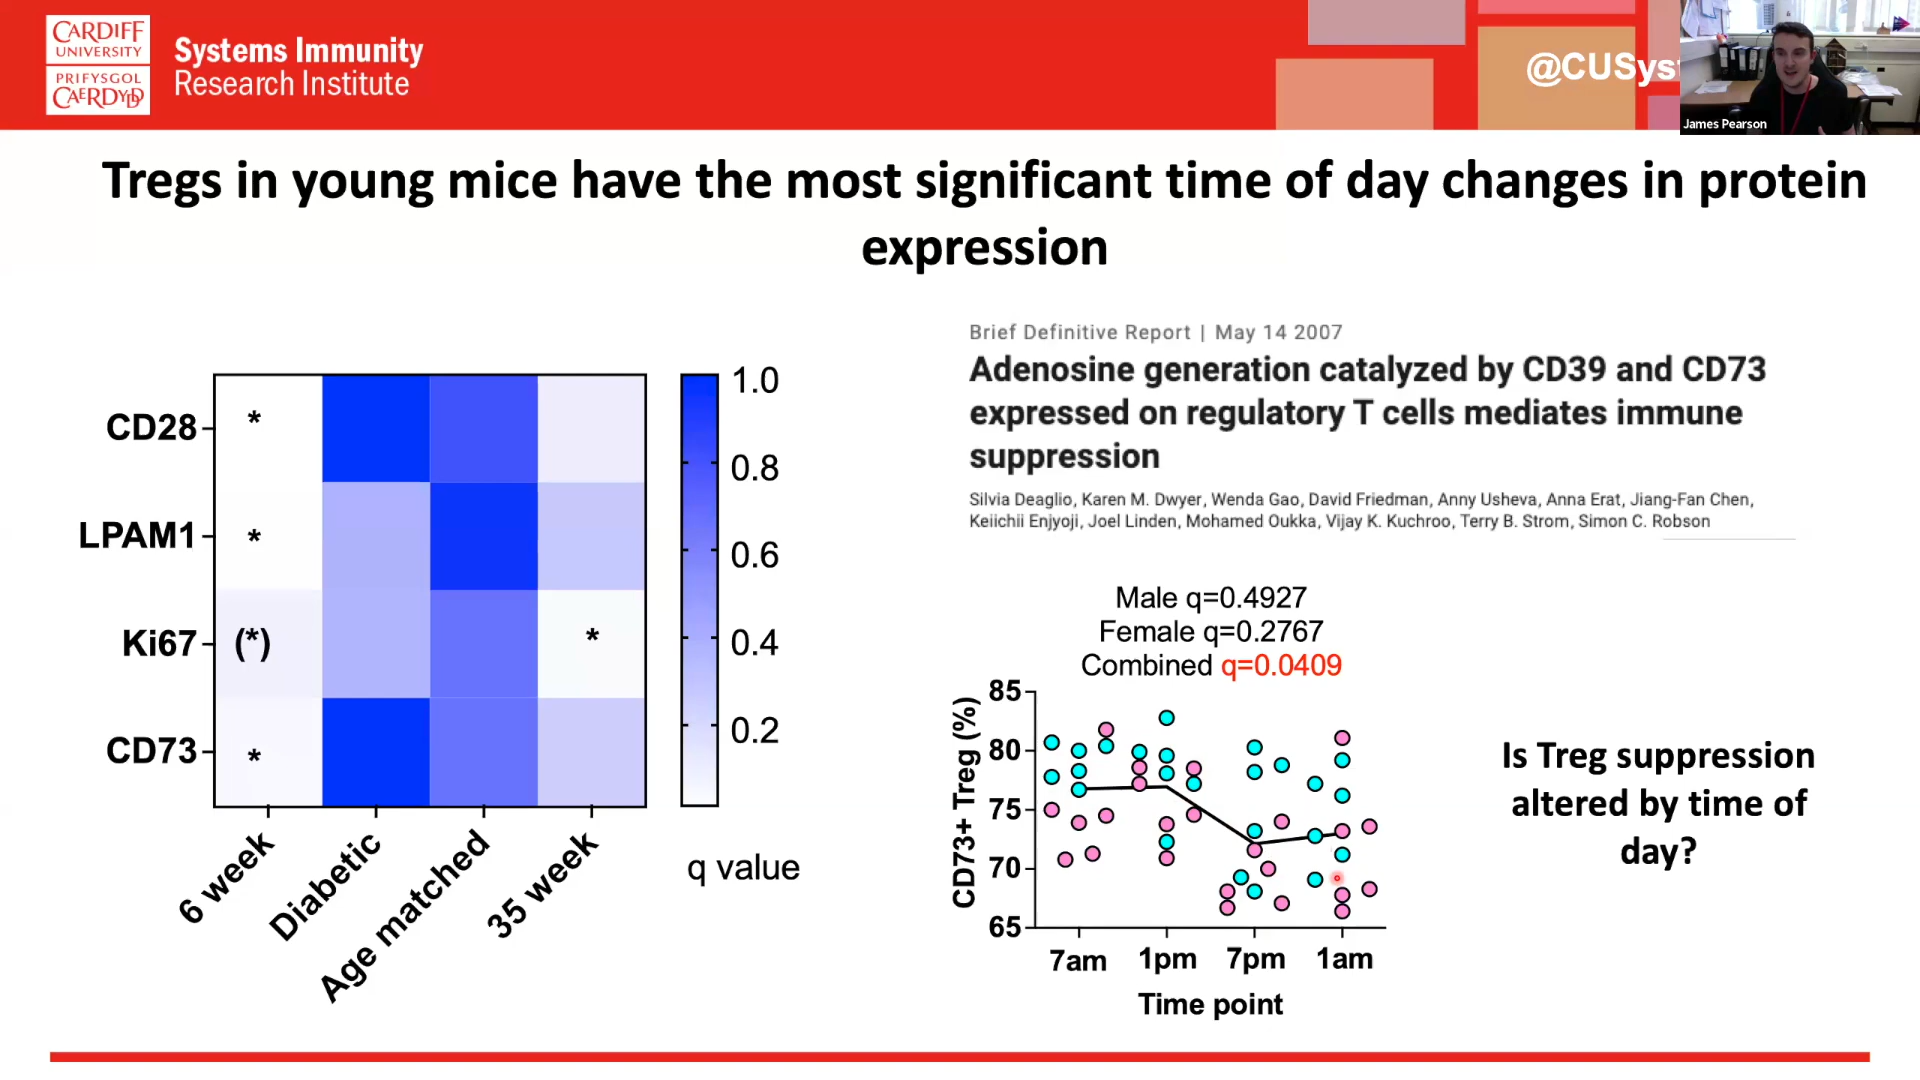 CARDIFF
UNIVERSITY
PRIFYSGOL
CAERDYDD
Systems Immunity
Research Institute
James Pearson
Tregs in young mice have the most significant time of day changes in protein
expression
CD28
LPAM1
Ki67
CD73
*
*
(*)
*
*
6 week
Diabetic
Age matched
35 week
1.0
0.8
0.6
0.4
0.2
q value
Brief Definitive Report | May 14 2007
Adenosine generation catalyzed by CD39 and CD73
expressed on regulatory T cells mediates immune
suppression
Silvia Deaglio, Karen M. Dwyer, Wenda Gao, David Friedman, Anny Usheva, Anna Erat, Jiang-Fan Chen,
Keiichii Enjyoji, Joel Linden, Mohamed Oukka, Vijay K. Kuchroo, Terry B. Strom, Simon C. Robson
Male q=0.4927
Female q=0.2767
Combined q=0.0409
CD73+ Treg (%)
85
80
75
70
65
7am 1pm 7pm 1am
Time point
Is Treg suppression
altered by time of
day?